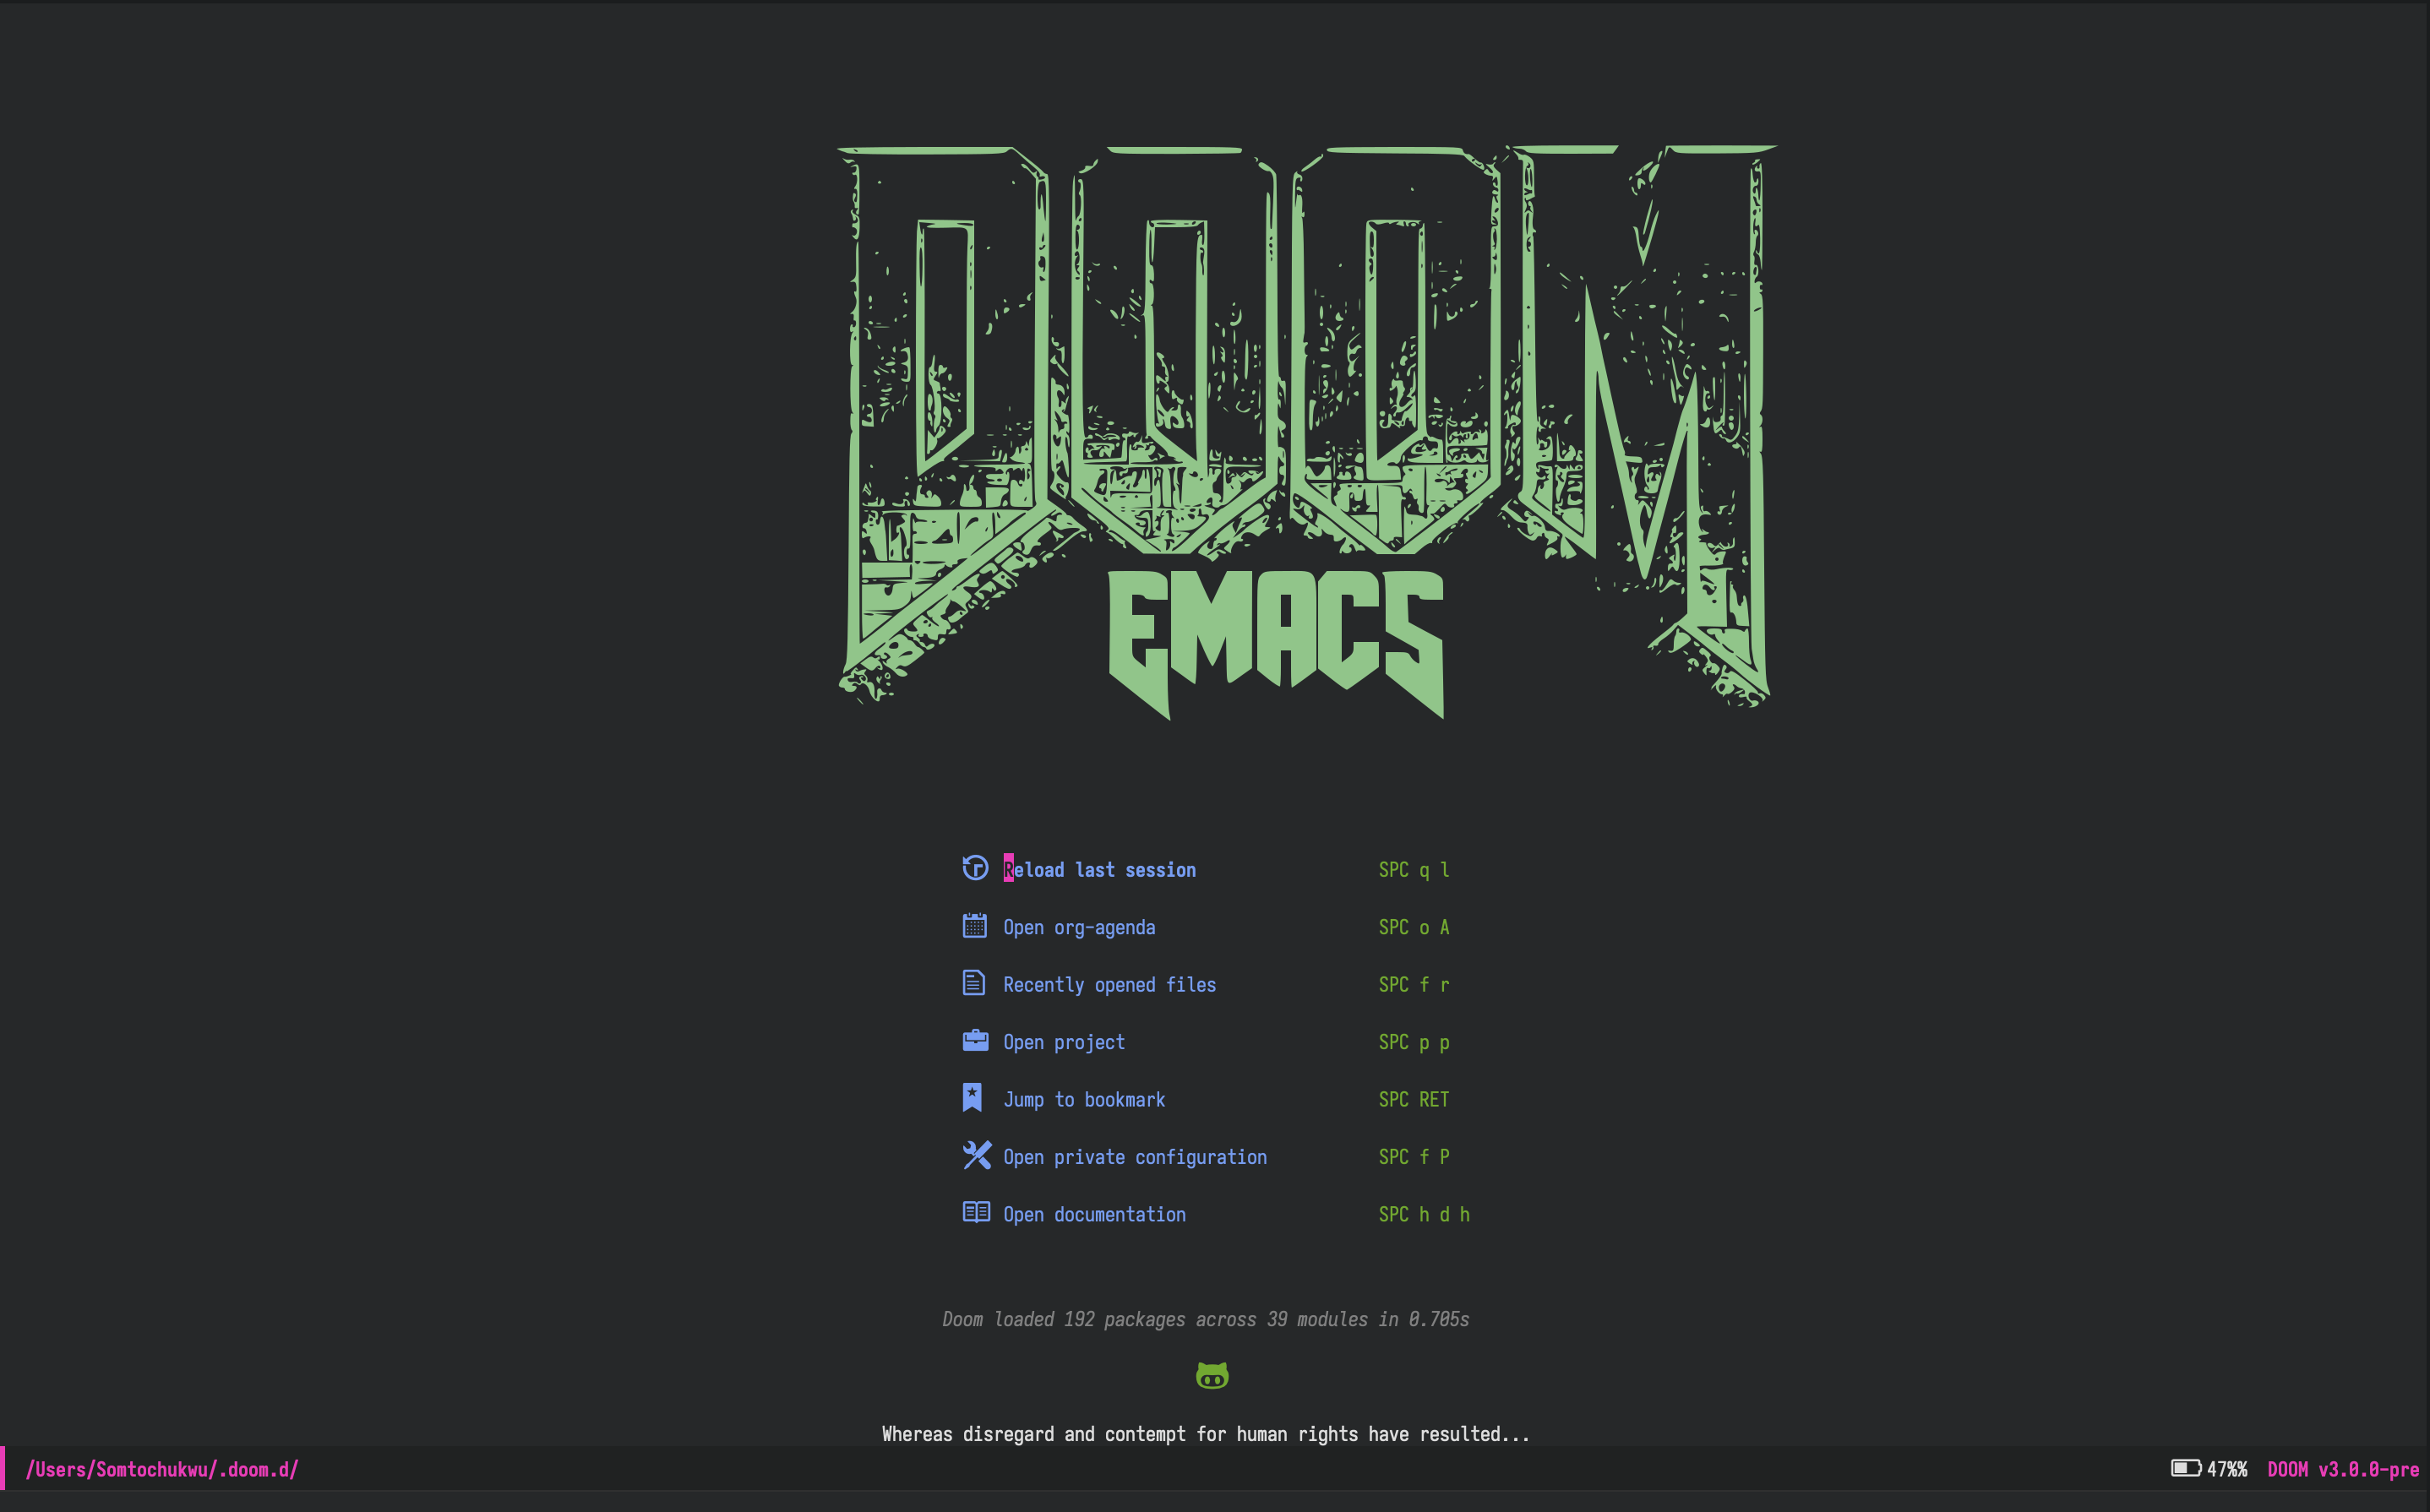 DOOM
EMACS
Reload last session SPC q l
Open org-agenda SPC o A
Recently opened files SPC f r
Open project SPC p p
Jump to bookmark SPC RET
Open private configuration SPC f P
Open documentation SPC h d h
Doom loaded 192 packages across 39 modules in 0.705s
Whereas disregard and contempt for human rights have resulted...
/Users/Somtochukwu/.doom.d/ 47%% DOOM v3.0.0-pre